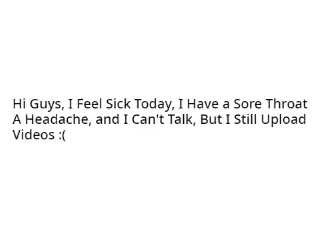 Hi Guys, I Feel Sick Today, I Have a Sore Throat
A Headache, and I Can't Talk, But I Still Upload
Videos :(